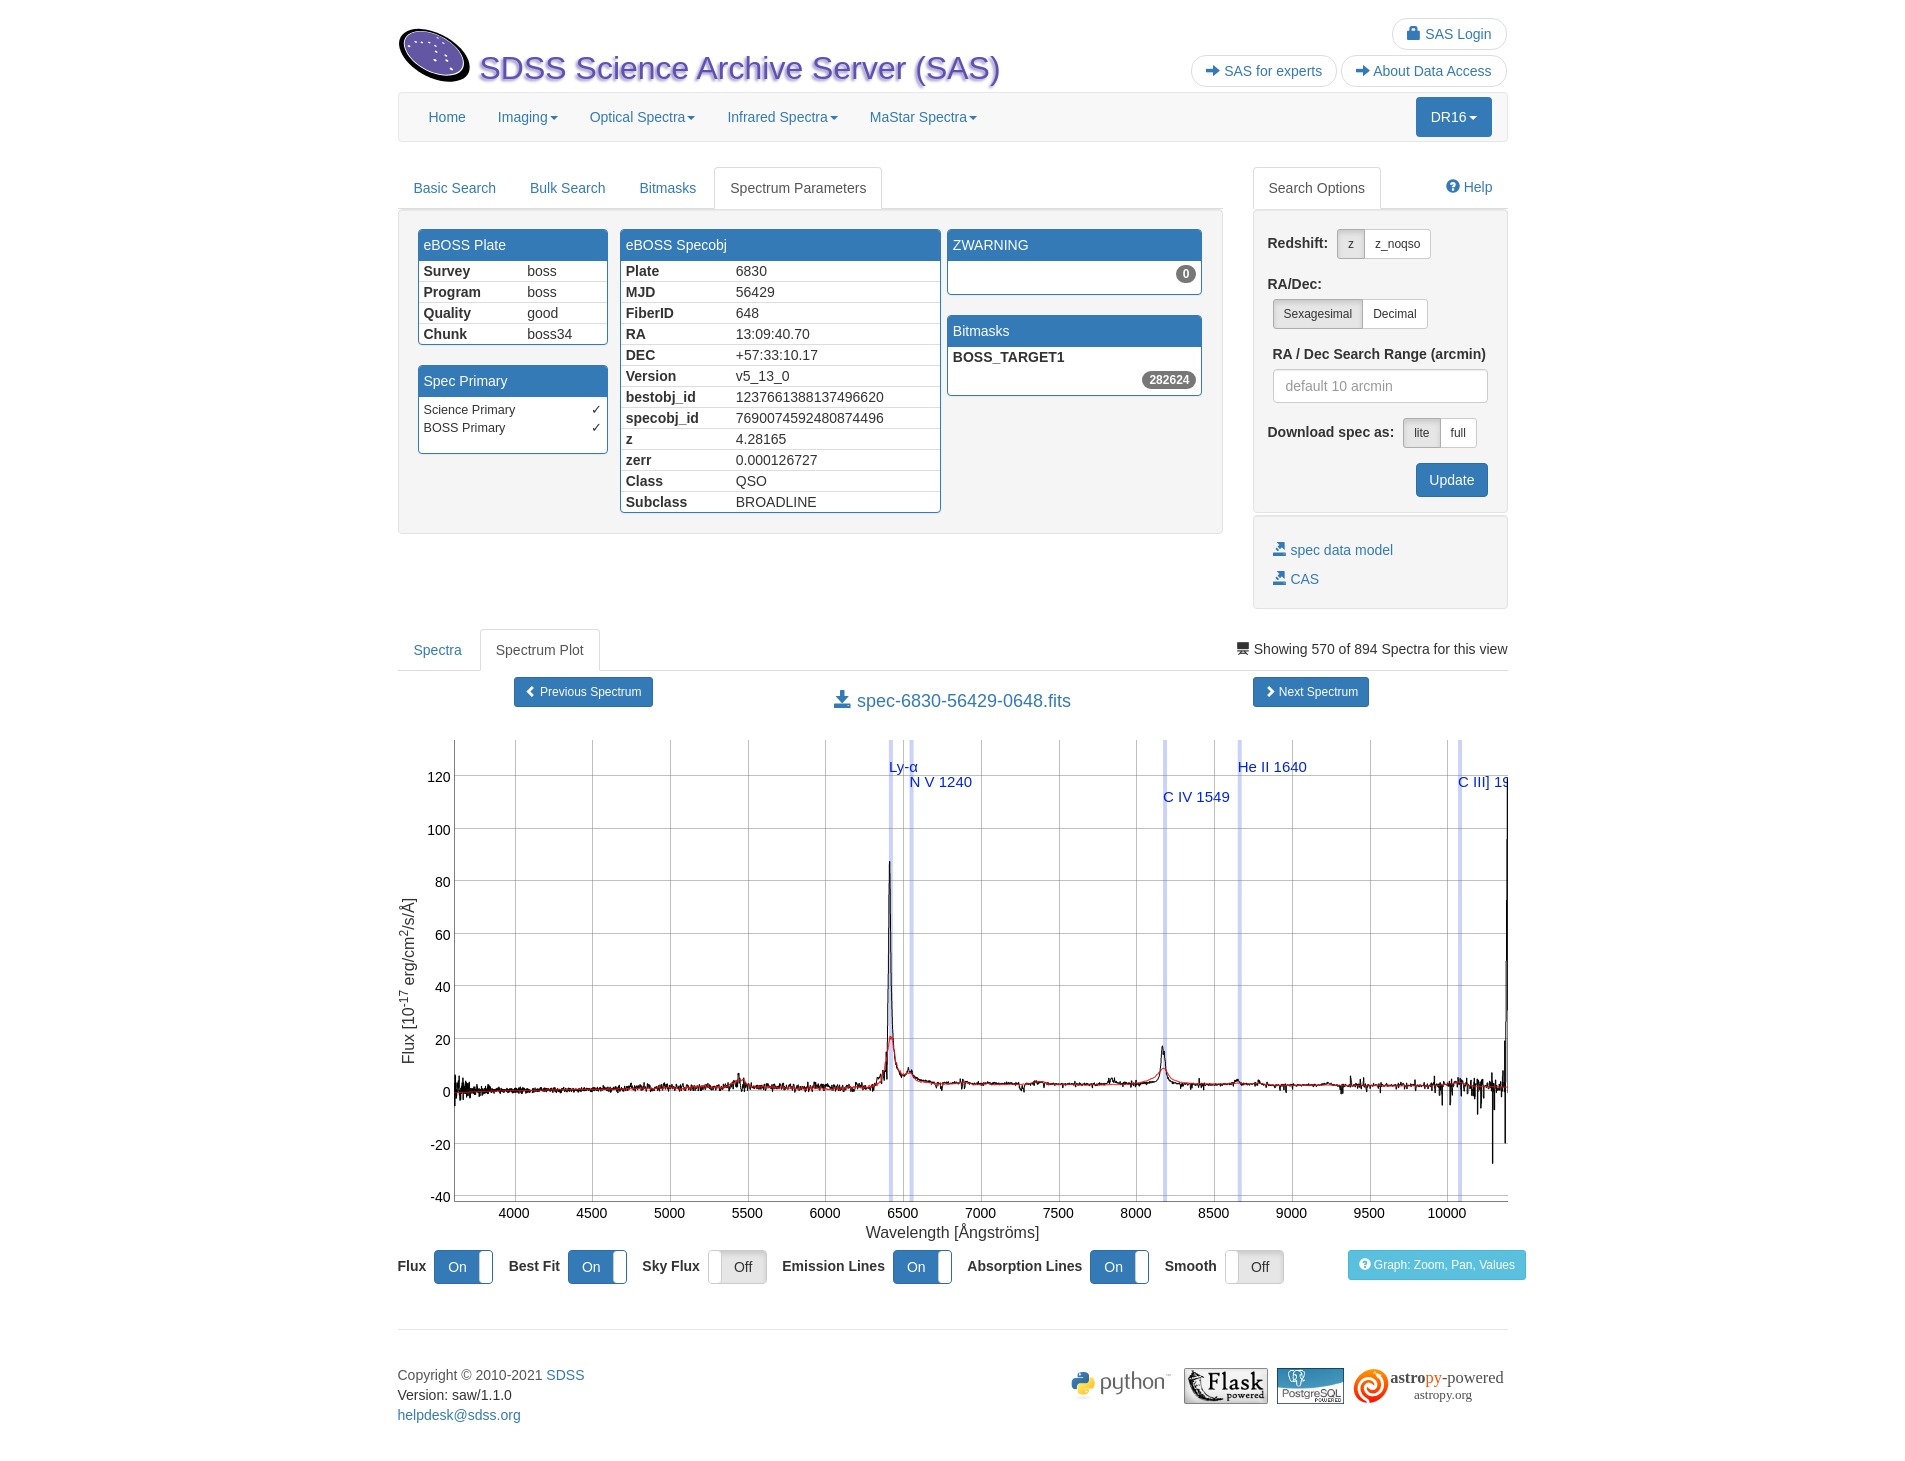 SAS Login
SDSS Science Archive Server (SAS)
SAS for experts
About Data Access
Home Imaging Optical Spectra Infrared Spectra MaStar Spectra DR16
Basic Search Bulk Search Bitmasks Spectrum Parameters
eBOSS Plate
Survey boss
Program boss
Quality good
Chunk boss34
Spec Primary
Science Primary ✓
BOSS Primary ✓
eBOSS Specobj
Plate 6830
MJD 56429
FiberID 648
RA 13:09:40.70
DEC +57:33:10.17
Version v5_13_0
bestobj_id 1237661388137496620
specobj_id 7690074592480874496
z 4.28165
zerr 0.000126727
Class QSO
Subclass BROADLINE
ZWARNING
0
Bitmasks
BOSS_TARGET1
282624
Search Options Help
Redshift: z z_noqso
RA/Dec:
Sexagesimal Decimal
RA / Dec Search Range (arcmin)
default 10 arcmin
Download spec as: lite full
Update
spec data model
CAS
Spectra Spectrum Plot
Showing 570 of 894 Spectra for this view
Previous Spectrum
spec-6830-56429-0648.fits
Next Spectrum
Ly-α
N V 1240
C IV 1549
He II 1640
C III] 19
120
100
80
60
40
20
0
-20
-40
Flux [10-17 erg/cm2/s/Å]
4000 4500 5000 5500 6000 6500 7000 7500 8000 8500 9000 9500 10000
Wavelength [Ångströms]
Flux On Best Fit On Sky Flux Off Emission Lines On Absorption Lines On Smooth Off
Graph: Zoom, Pan, Values
Copyright © 2010-2021 SDSS
Version: saw/1.1.0
helpdesk@sdss.org
python
Flask
powered
PostgreSQL
POWERED
astropy-powered
astropy.org